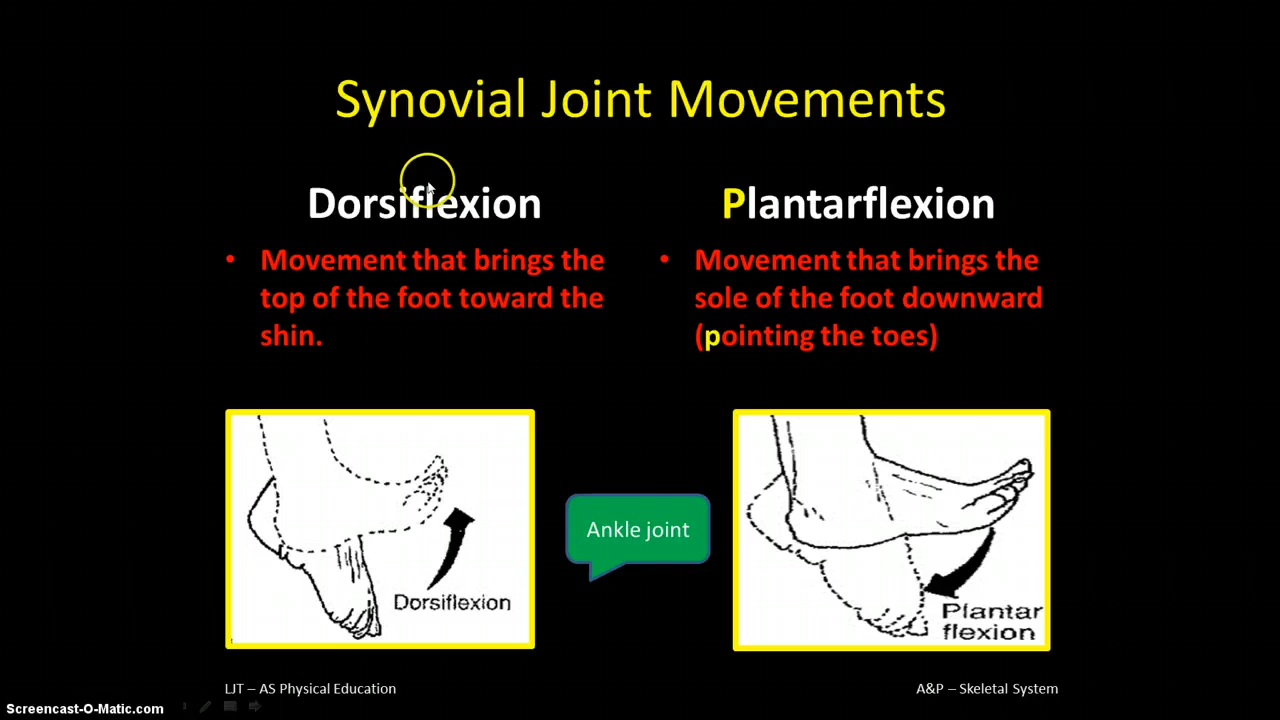 Synovial Joint Movements
Dorsiflexion
• Movement that brings the
top of the foot toward the
shin.
Plantarflexion
• Movement that brings the
sole of the foot downward
(pointing the toes)
Dorsiflexion
Ankle joint
Plantar
flexion
LJT – AS Physical Education
A&P – Skeletal System
Screencast-O-Matic.com